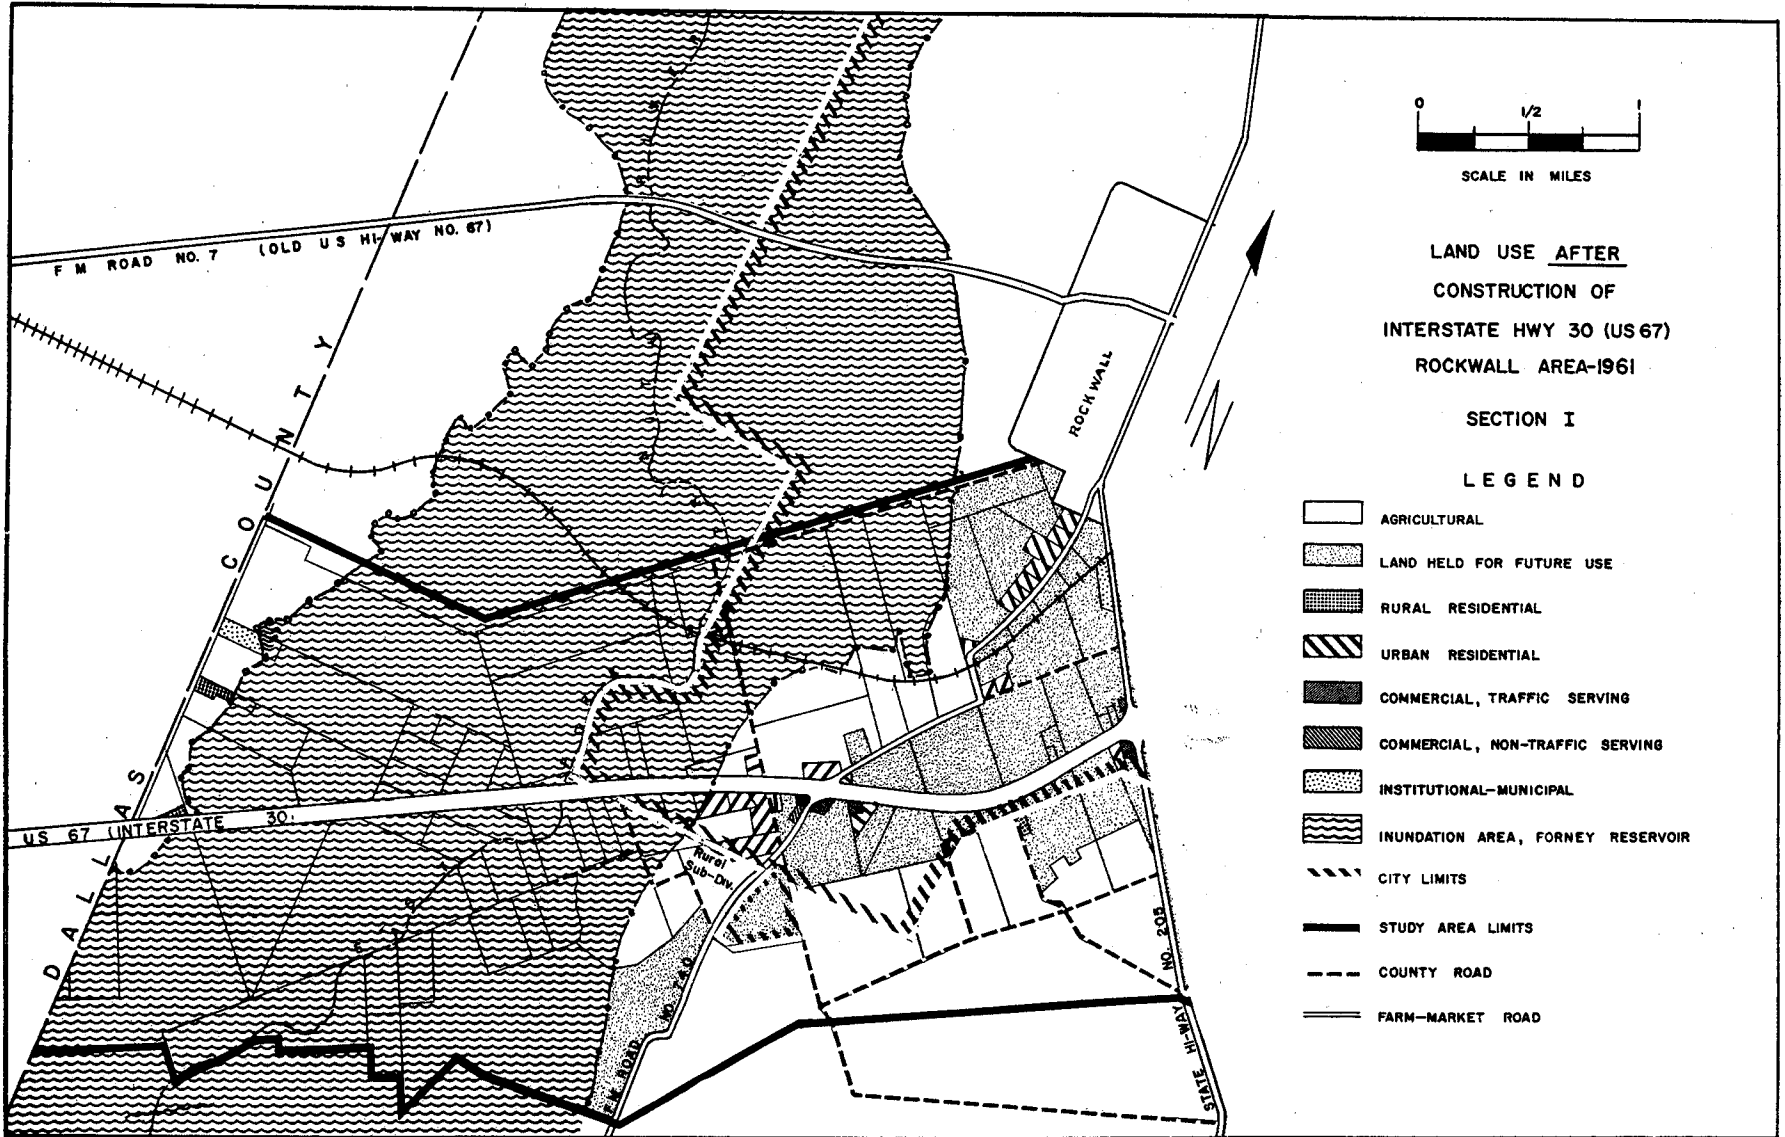 0 1/2 1
SCALE IN MILES
LAND USE AFTER
CONSTRUCTION OF
INTERSTATE HWY 30 (US 67)
ROCKWALL AREA-1961
SECTION I
LEGEND
AGRICULTURAL
LAND HELD FOR FUTURE USE
RURAL RESIDENTIAL
URBAN RESIDENTIAL
COMMERCIAL, TRAFFIC SERVING
COMMERCIAL, NON-TRAFFIC SERVING
INSTITUTIONAL-MUNICIPAL
INUNDATION AREA, FORNEY RESERVOIR
CITY LIMITS
STUDY AREA LIMITS
COUNTY ROAD
FARM-MARKET ROAD
N
F M ROAD NO. 7 (OLD US HI-WAY NO. 67)
ROCKWALL
DALLAS COUNTY
US 67 (INTERSTATE 30)
Rural
Sub-Div.
F M ROAD NO. 740
STATE HI-WAY NO. 205